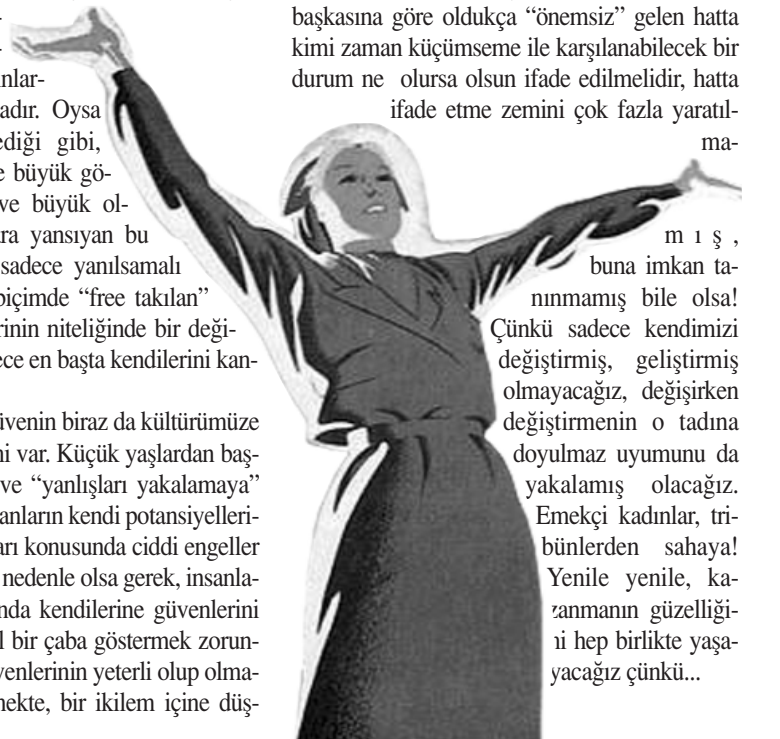 nlar-
adır. Oysa
ediği gibi,
e büyük gö-
ve büyük ol-
ra yansıyan bu
sadece yanılsamalı
biçimde “free takılan”
rinin niteliğinde bir deği-
ece en başta kendilerini kan-
üvenin biraz da kültürümüze
ni var. Küçük yaşlardan baş-
ve “yanlışları yakalamaya”
anların kendi potansiyelleri-
arı konusunda ciddi engeller
nedenle olsa gerek, insanla-
nda kendilerine güvenlerini
l bir çaba göstermek zorun-
venlerinin yeterli olup olma-
mekte, bir ikilem içine düş-
başkasına göre oldukça “önemsiz” gelen hatta
kimi zaman küçümseme ile karşılanabilecek bir
durum ne olursa olsun ifade edilmelidir, hatta
ifade etme zemini çok fazla yaratıl-
ma-
mış,
buna imkan ta-
nınmamış bile olsa!
Çünkü sadece kendimizi
değiştirmiş, geliştirmiş
olmayacağız, değişirken
değiştirmenin o tadına
doyulmaz uyumunu da
yakalamış olacağız.
Emekçi kadınlar, tri-
bünlerden sahaya!
Yenile yenile, ka-
zanmanın güzelliği-
ni hep birlikte yaşa-
yacağız çünkü...